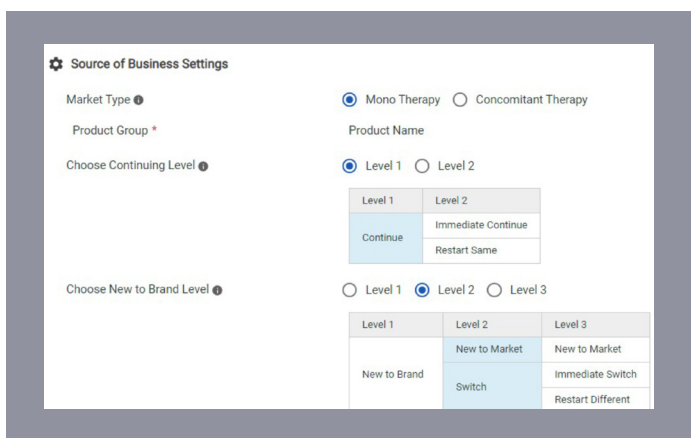 Source of Business Settings
Market Type Mono Therapy Concomitant Therapy
Product Group * Product Name
Choose Continuing Level Level 1 Level 2
Level 1 Level 2
Continue Immediate Continue
Restart Same
Choose New to Brand Level Level 1 Level 2 Level 3
Level 1 Level 2 Level 3
New to Brand New to Market New to Market
Switch Immediate Switch
Restart Different